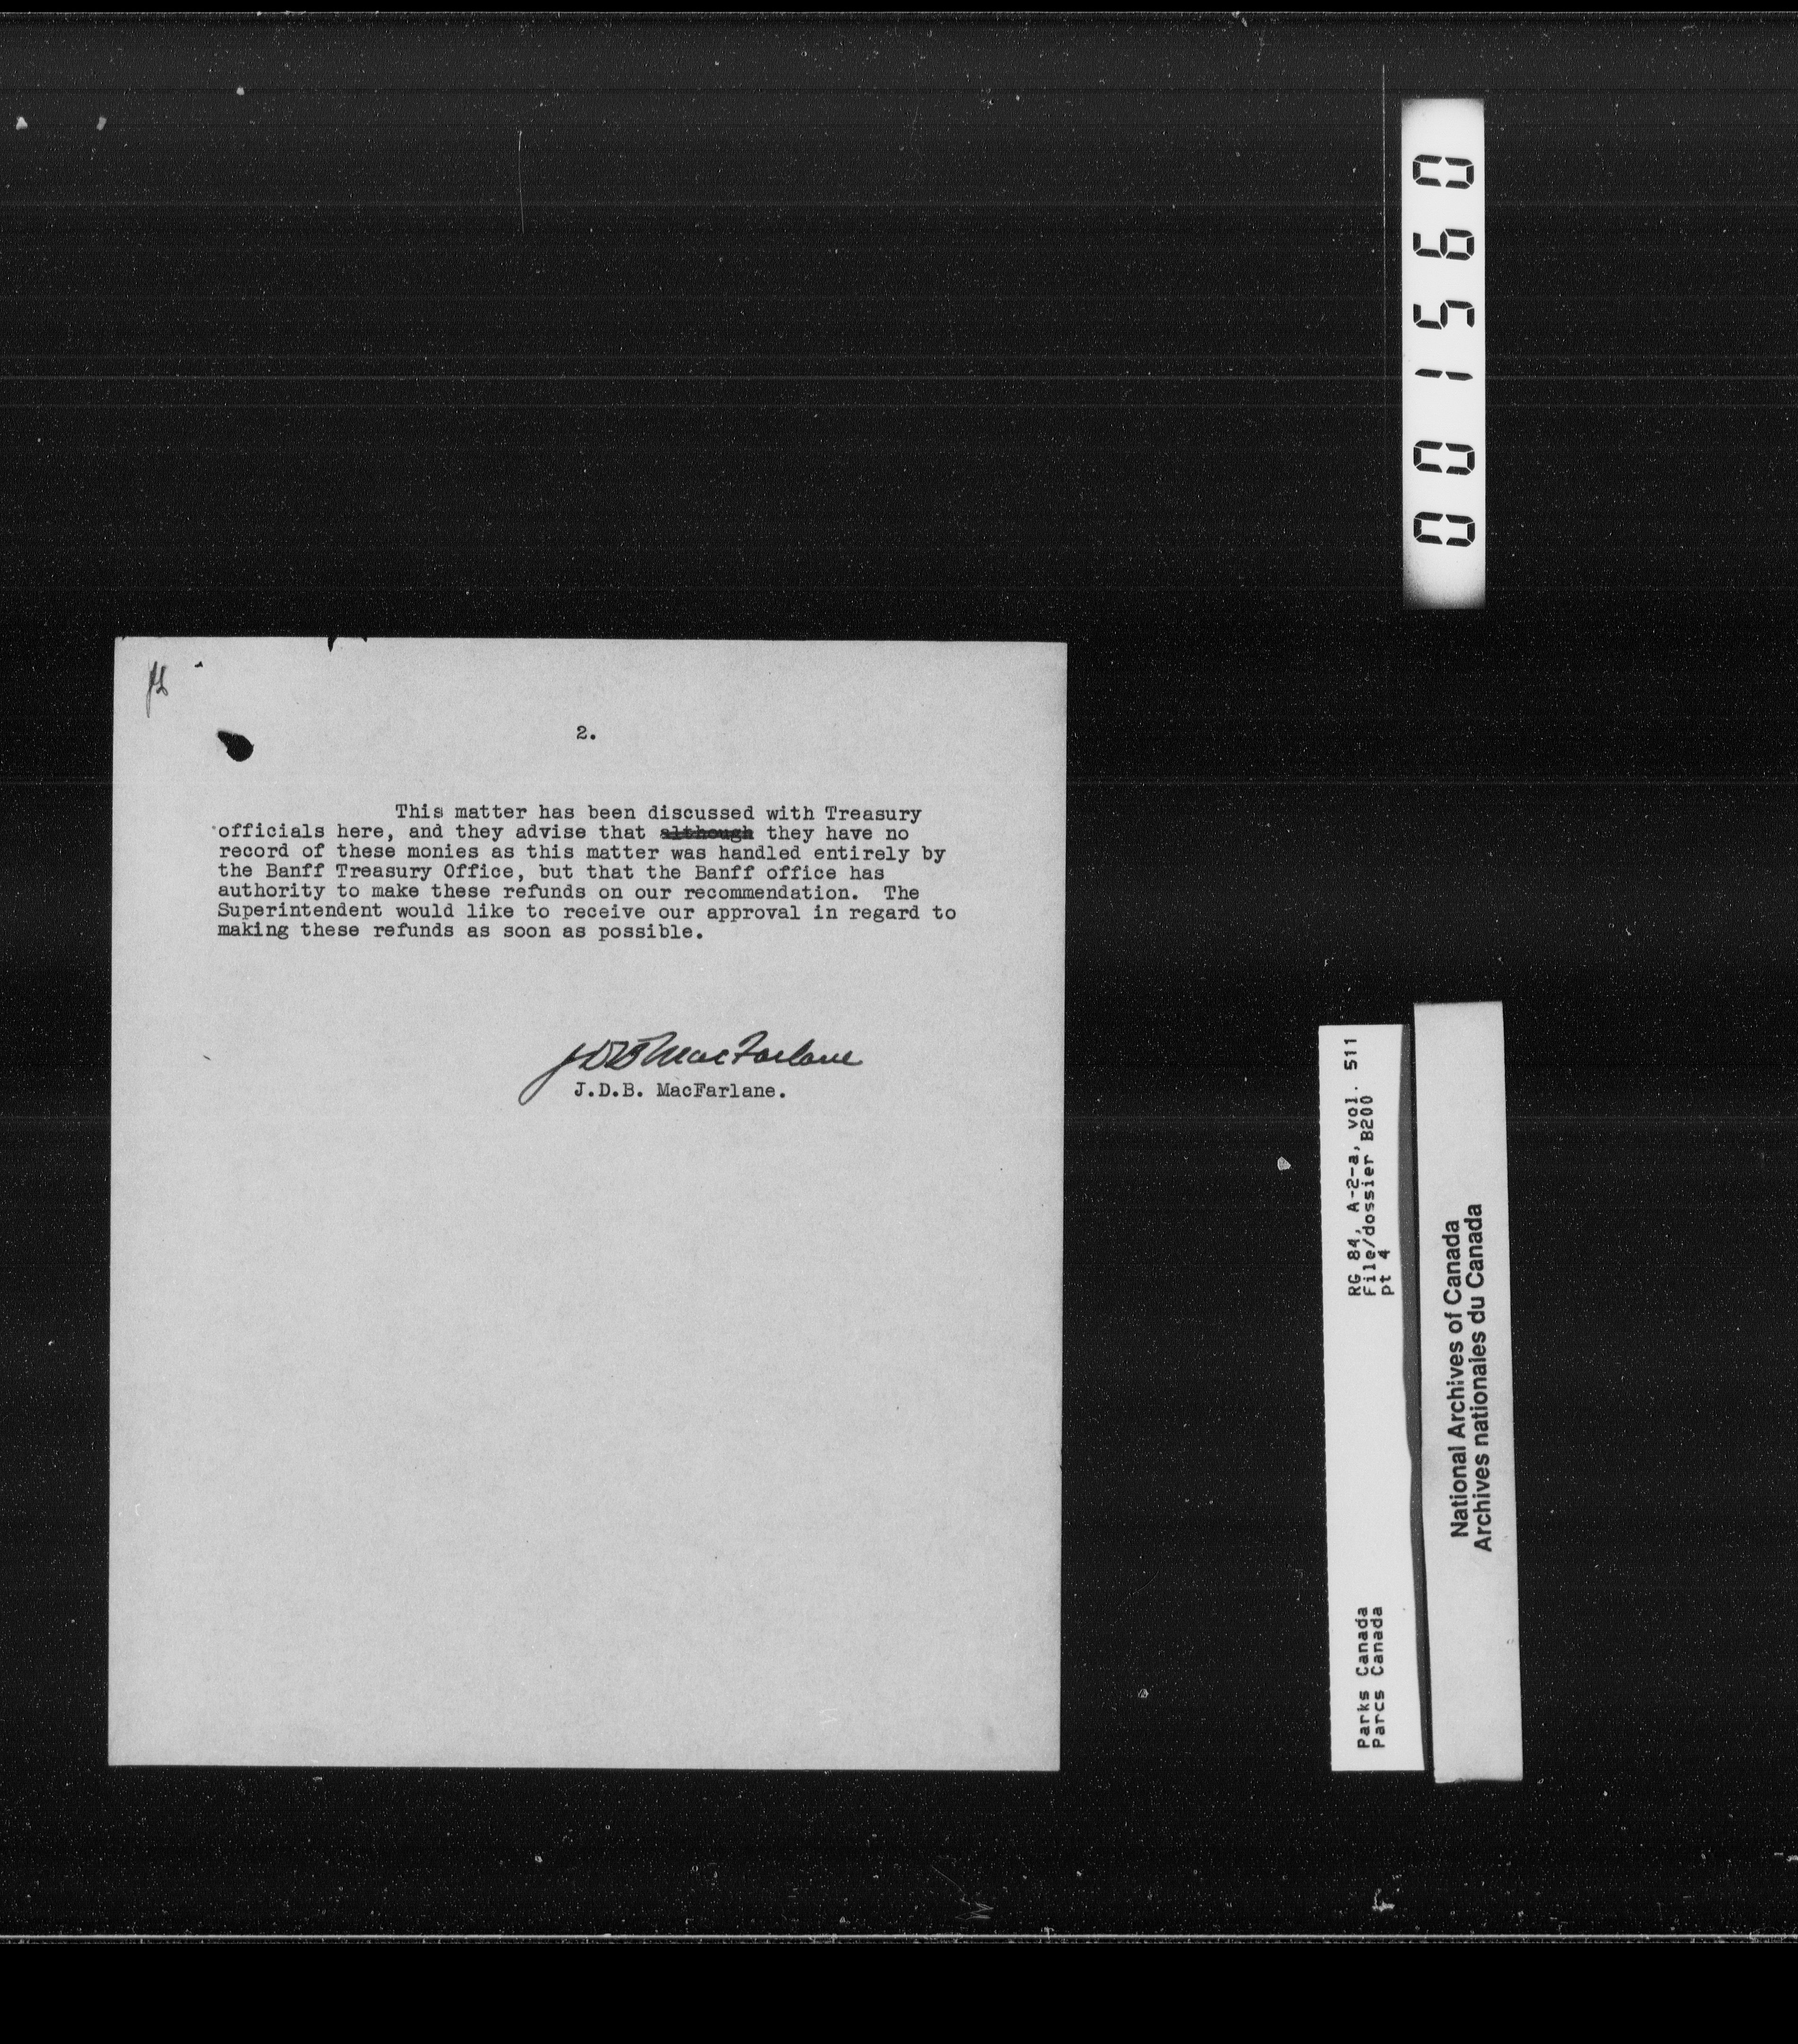 2.
This matter has been discussed with Treasury
officials here, and they advise that although they have no
record of these monies as this matter was handled entirely by
the Banff Treasury Office, but that the Banff office has
authority to make these refunds on our recommendation. The
Superintendent would like to receive our approval in regard to
making these refunds as soon as possible.
JDB MacFarlane
J.D.B. MacFarlane.
001560
RG 84, A-2-a, vol. 511
File/dossier B200
pt 4
Parks Canada
Parcs Canada
National Archives of Canada
Archives nationales du Canada